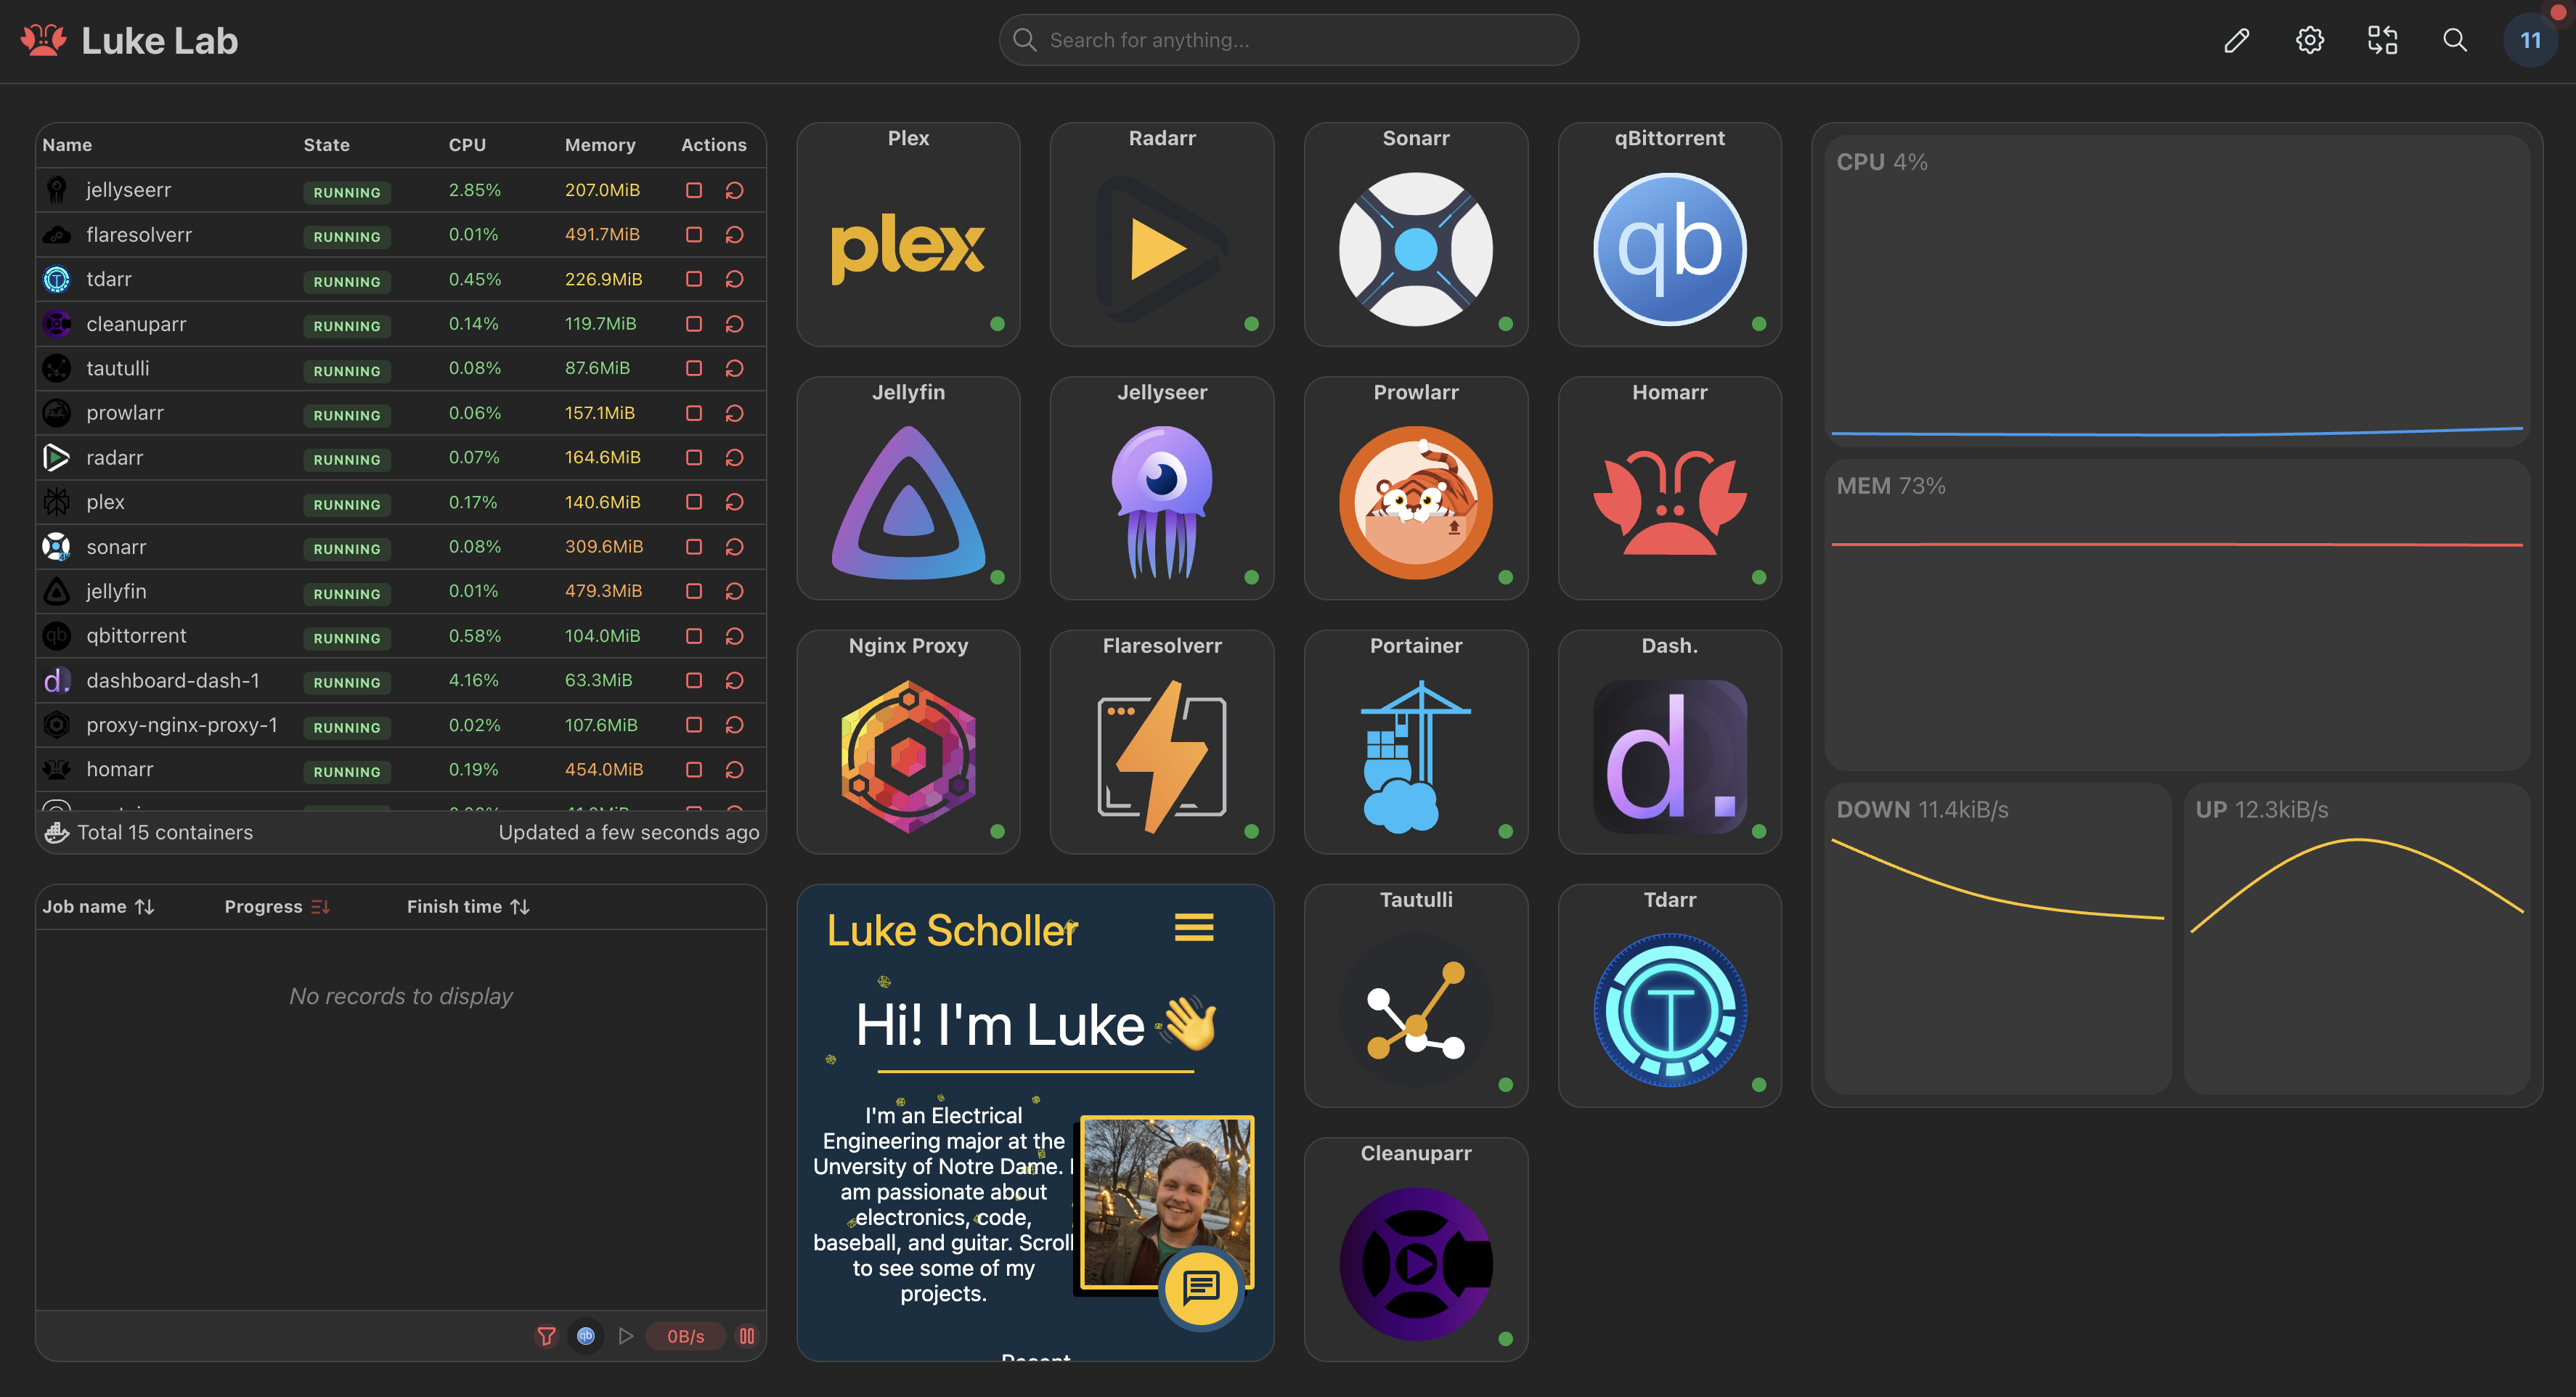 Luke Lab
Search for anything...
11
Name State CPU Memory Actions
jellyseerr RUNNING 2.85% 207.0MiB
flaresolverr RUNNING 0.01% 491.7MiB
tdarr RUNNING 0.45% 226.9MiB
cleanuparr RUNNING 0.14% 119.7MiB
tautulli RUNNING 0.08% 87.6MiB
prowlarr RUNNING 0.06% 157.1MiB
radarr RUNNING 0.07% 164.6MiB
plex RUNNING 0.17% 140.6MiB
sonarr RUNNING 0.08% 309.6MiB
jellyfin RUNNING 0.01% 479.3MiB
qbittorrent RUNNING 0.58% 104.0MiB
dashboard-dash-1 RUNNING 4.16% 63.3MiB
proxy-nginx-proxy-1 RUNNING 0.02% 107.6MiB
homarr RUNNING 0.19% 454.0MiB
Total 15 containers Updated a few seconds ago
Job name Progress Finish time
No records to display
qb 0B/s
Plex
plex
Radarr
Sonarr
qBittorrent
qb
Jellyfin
Jellyseer
Prowlarr
Homarr
Nginx Proxy
Flaresolverr
Portainer
Dash.
d.
Luke Scholler
Hi! I'm Luke
I'm an Electrical
Engineering major at the
Unversity of Notre Dame. I
am passionate about
electronics, code,
baseball, and guitar. Scroll
to see some of my
projects.
Recent
Tautulli
Tdarr
T
Cleanuparr
CPU 4%
MEM 73%
DOWN 11.4kiB/s
UP 12.3kiB/s